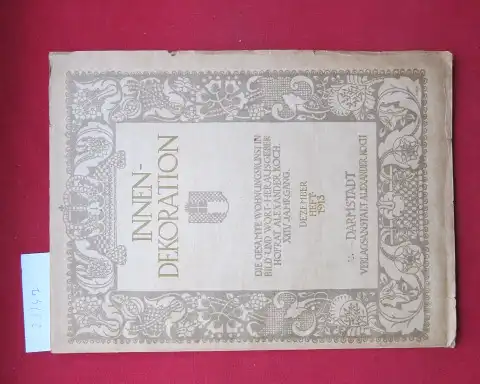 INNEN-
DEKORATION
DIE GESAMTE WOHNUNGSKUNST IN
BILD UND WORT · HERAUSGEBER:
HOFRAT ALEXANDER KOCH.
XXIV. JAHRGANG.
DEZEMBER
HEFT
1913
DARMSTADT
VERLAGSANSTALT ALEXANDER KOCH